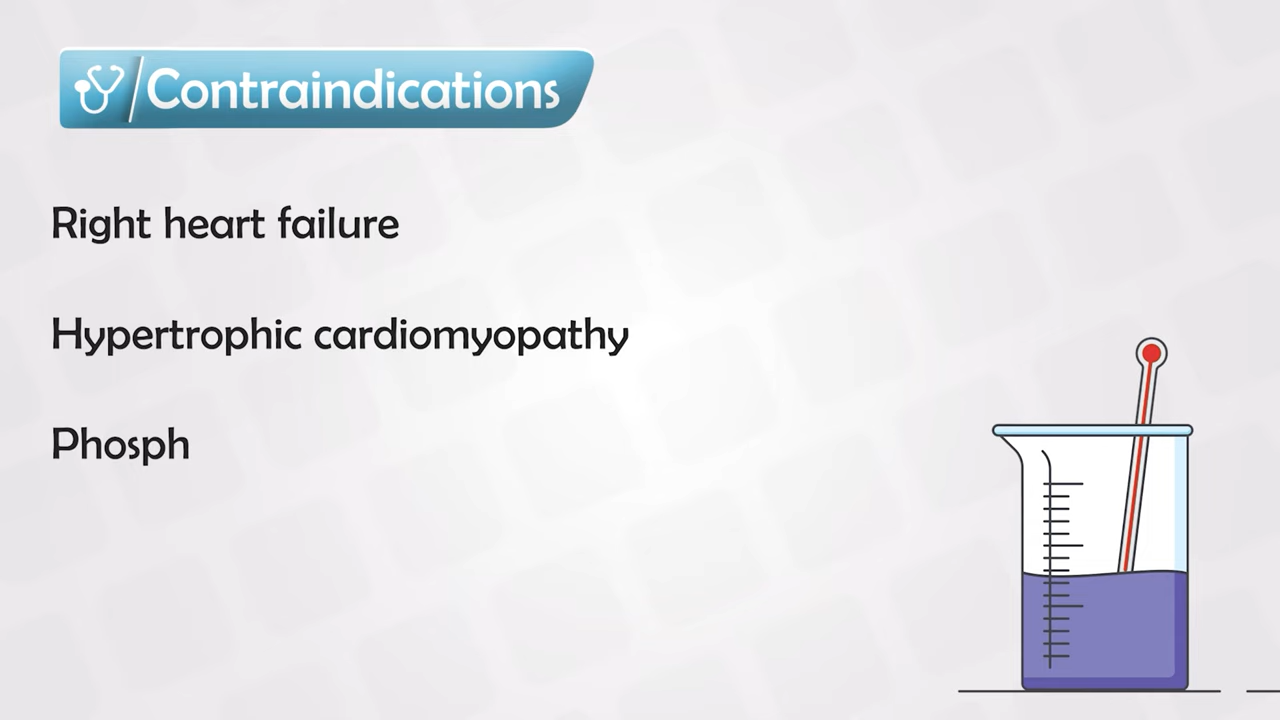 Contraindications
Right heart failure
Hypertrophic cardiomyopathy
Phosph